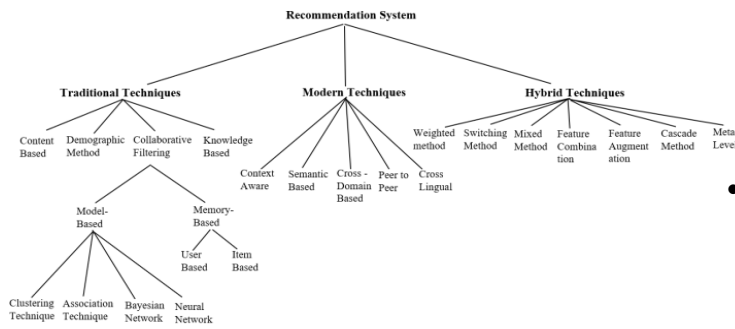 Recommendation System
Traditional Techniques
Modern Techniques
Hybrid Techniques
Content
Based
Demographic
Method
Collaborative
Filtering
Knowledge
Based
Context
Aware
Semantic
Based
Cross -
Domain
Based
Peer to
Peer
Cross
Lingual
Weighted
method
Switching
Method
Mixed
Method
Feature
Combina
tion
Feature
Augment
ation
Cascade
Method
Meta
Level
Model-
Based
Memory-
Based
User
Based
Item
Based
Clustering
Technique
Association
Technique
Bayesian
Network
Neural
Network